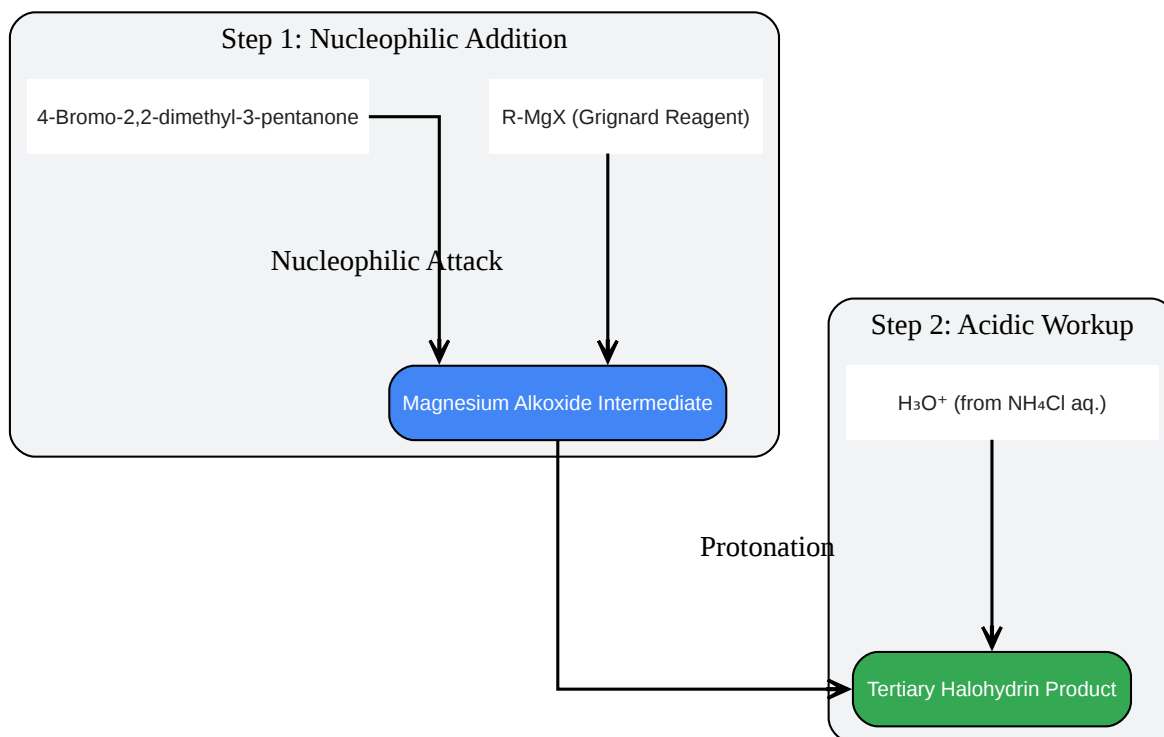 Step 1: Nucleophilic Addition
4-Bromo-2,2-dimethyl-3-pentanone
R-MgX (Grignard Reagent)
Nucleophilic Attack
Magnesium Alkoxide Intermediate
Step 2: Acidic Workup
H₃O⁺ (from NH₄Cl aq.)
Protonation
Tertiary Halohydrin Product